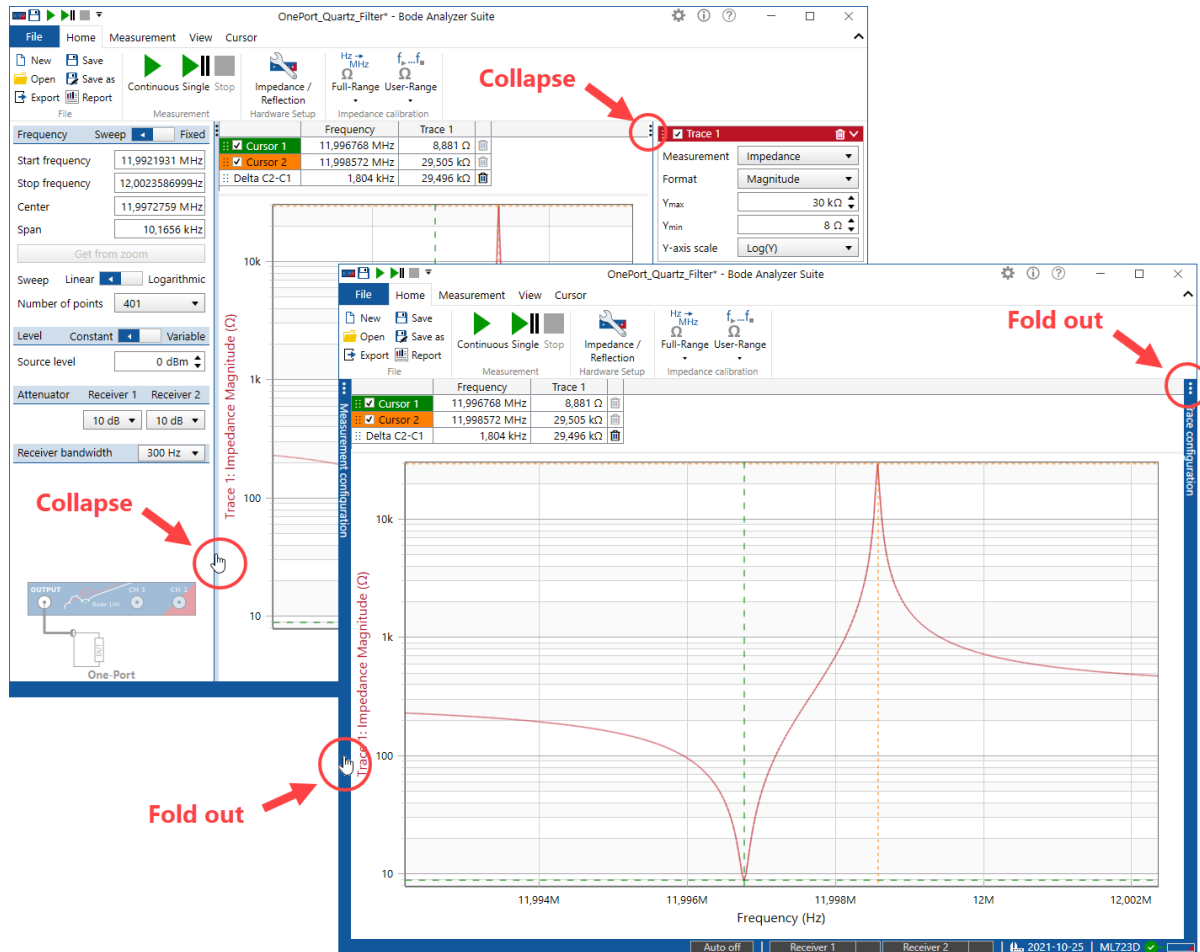 OnePort_Quartz_Filter* - Bode Analyzer Suite
File Home Measurement View Cursor
New Save
Open Save as
Export Report
File
Continuous Single Stop
Measurement
Impedance / Reflection
Hardware Setup
Hz MHz Ω f...f Ω
Full-Range User-Range
Impedance calibration
Collapse
Frequency Sweep Fixed
Start frequency 11,9921931 MHz
Stop frequency 12,0023586999Hz
Center 11,9972759 MHz
Span 10,1656 kHz
Get from zoom
Sweep Linear Logarithmic
Number of points 401
Level Constant Variable
Source level 0 dBm
Attenuator Receiver 1 Receiver 2
10 dB 10 dB
Receiver bandwidth 300 Hz
Collapse
OUTPUT CH 1 CH 2
Bode 100
DUT
One-Port
Frequency Trace 1
Cursor 1 11,996768 MHz 8,881 Ω
Cursor 2 11,998572 MHz 29,505 kΩ
Delta C2-C1 1,804 kHz 29,496 kΩ
Trace 1: Impedance Magnitude (Ω)
10k
1k
100
10
Trace 1
Measurement Impedance
Format Magnitude
Ymax 30 kΩ
Ymin 8 Ω
Y-axis scale Log(Y)
OnePort_Quartz_Filter* - Bode Analyzer Suite
File Home Measurement View Cursor
New Save
Open Save as
Export Report
File
Continuous Single Stop
Measurement
Impedance / Reflection
Hardware Setup
Hz MHz Ω f...f Ω
Full-Range User-Range
Impedance calibration
Fold out
Measurement configuration
Frequency Trace 1
Cursor 1 11,996768 MHz 8,881 Ω
Cursor 2 11,998572 MHz 29,505 kΩ
Delta C2-C1 1,804 kHz 29,496 kΩ
Trace configuration
Trace 1: Impedance Magnitude (Ω)
10k
1k
100
10
11,994M 11,996M 11,998M 12M 12,002M
Frequency (Hz)
Fold out
Auto off Receiver 1 Receiver 2 2021-10-25 ML723D